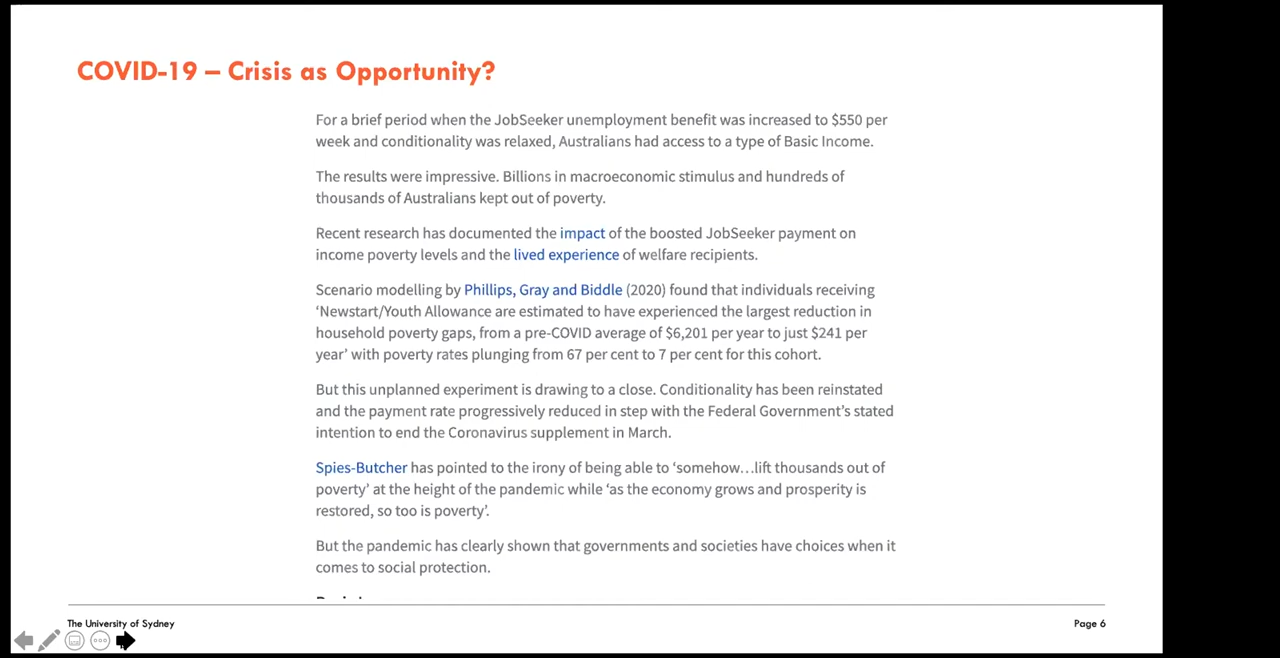 COVID-19 – Crisis as Opportunity?
For a brief period when the JobSeeker unemployment benefit was increased to $550 per
week and conditionality was relaxed, Australians had access to a type of Basic Income.
The results were impressive. Billions in macroeconomic stimulus and hundreds of
thousands of Australians kept out of poverty.
Recent research has documented the impact of the boosted JobSeeker payment on
income poverty levels and the lived experience of welfare recipients.
Scenario modelling by Phillips, Gray and Biddle (2020) found that individuals receiving
‘Newstart/Youth Allowance are estimated to have experienced the largest reduction in
household poverty gaps, from a pre-COVID average of $6,201 per year to just $241 per
year’ with poverty rates plunging from 67 per cent to 7 per cent for this cohort.
But this unplanned experiment is drawing to a close. Conditionality has been reinstated
and the payment rate progressively reduced in step with the Federal Government’s stated
intention to end the Coronavirus supplement in March.
Spies-Butcher has pointed to the irony of being able to ‘somehow…lift thousands out of
poverty’ at the height of the pandemic while ‘as the economy grows and prosperity is
restored, so too is poverty’.
But the pandemic has clearly shown that governments and societies have choices when it
comes to social protection.
The University of Sydney
Page 6